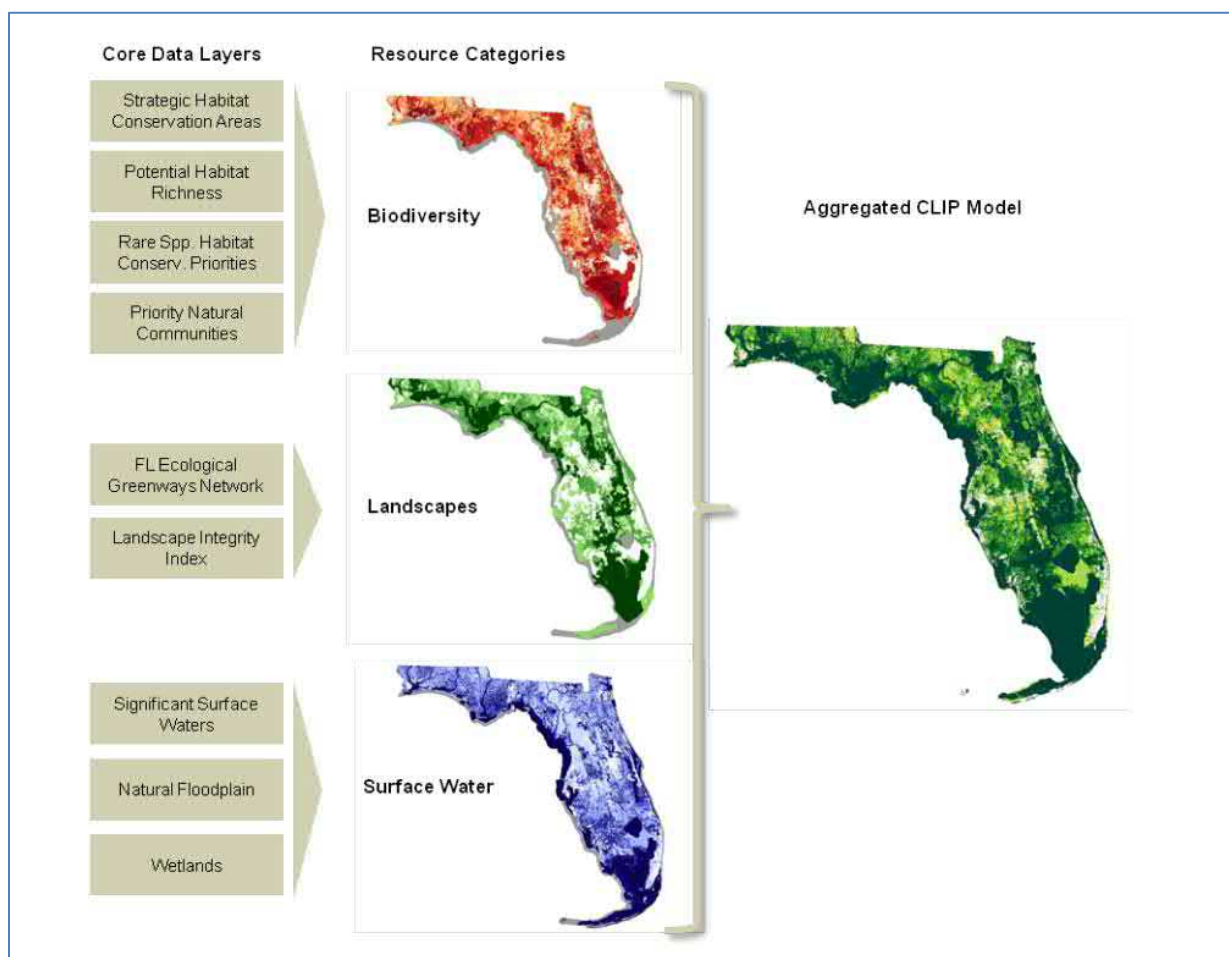 Core Data Layers
Resource Categories
Strategic Habitat
Conservation Areas
Potential Habitat
Richness
Rare Spp. Habitat
Conserv. Priorities
Priority Natural
Communities
Biodiversity
Aggregated CLIP Model
FL Ecological
Greenways Network
Landscape Integrity
Index
Landscapes
Significant Surface
Waters
Natural Floodplain
Wetlands
Surface Water